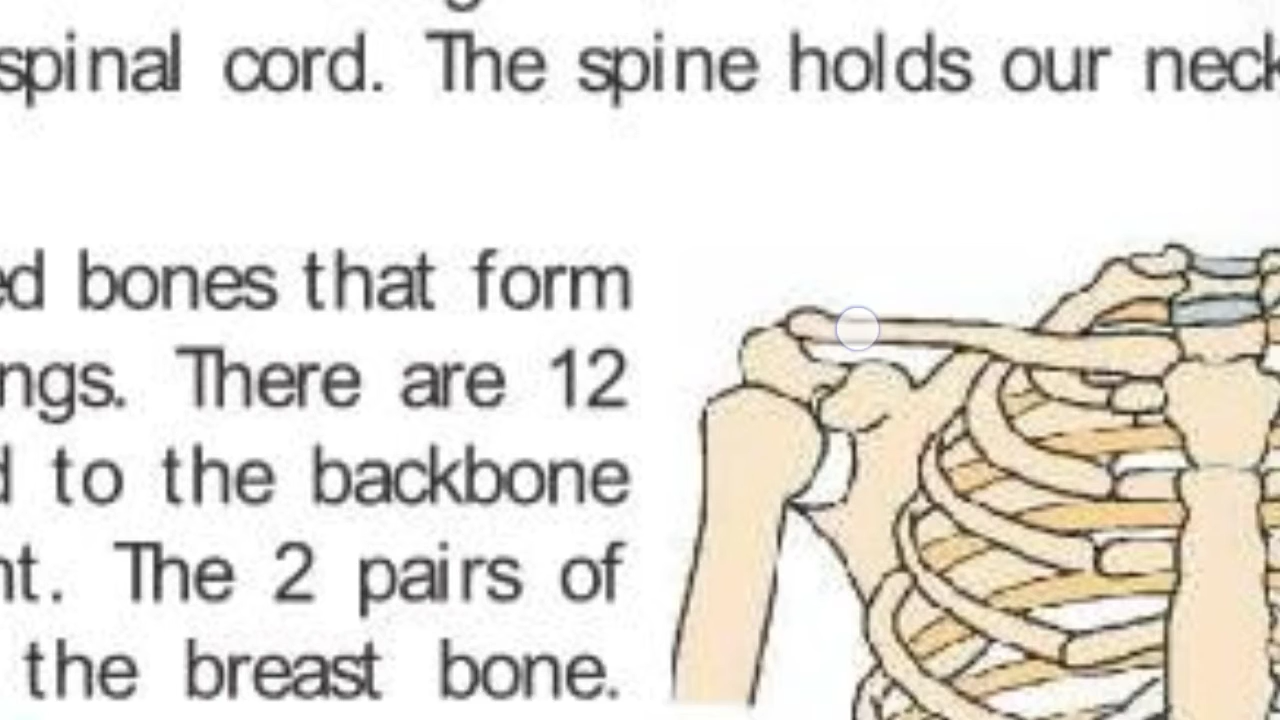 spinal cord. The spine holds our neck
bones that form
There are 12
to the backbone
The 2 pairs of
the breast bone.